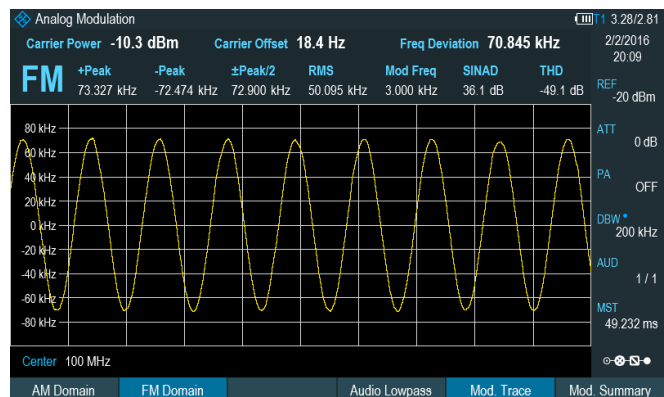 Analog Modulation T1 3.28/2.81
Carrier Power -10.3 dBm Carrier Offset 18.4 Hz Freq Deviation 70.845 kHz
2/2/2016
20:09
FM
+Peak -Peak ±Peak/2 RMS Mod Freq SINAD THD
73.327 kHz -72.474 kHz 72.900 kHz 50.095 kHz 3.000 kHz 36.1 dB -49.1 dB
REF
-20 dBm
ATT
0 dB
PA
OFF
DBW
200 kHz
AUD
1 / 1
MST
49.232 ms
80 kHz
60 kHz
40 kHz
20 kHz
0 kHz
-20 kHz
-40 kHz
-60 kHz
-80 kHz
Center 100 MHz
AM Domain FM Domain Audio Lowpass Mod. Trace Mod. Summary